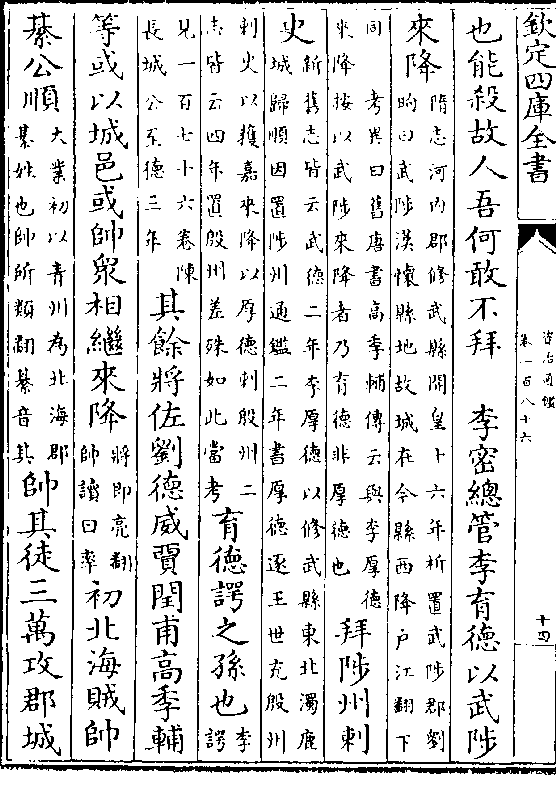 欽定四庫全書
資治通鑑
卷一百八十六
十四
也能殺故人吾何敢不拜　李密總管李育德以武陟
來降隋志河内郡修武縣開皇十六年析置武陟郡劉
昫曰武陟漢懷縣地故城在今縣西降户江翻下
同　考異曰舊唐書髙季輔傳云與李厚德
來降按以武陟來降者乃育德非厚德也拜陟州刺
史新舊志皆云武德二年李厚德以修武縣東北濁鹿
城歸順因置陟州通鑑二年書厚德逐王世充殷州
刺史以獲嘉來降以厚德刺殷州二
志皆云四年置殷州差殊如此當考育德諤之孫也李諤
見一百七十六卷陳
長城公至德三年其餘將佐劉德威賈閏甫髙季輔
等或以城邑或帥衆相繼來降將即亮翻
帥讀曰率初北海賊帥
綦公順大業初以青州為北海郡
綦姓也帥所類翻綦音其帥其徒三萬攻郡城